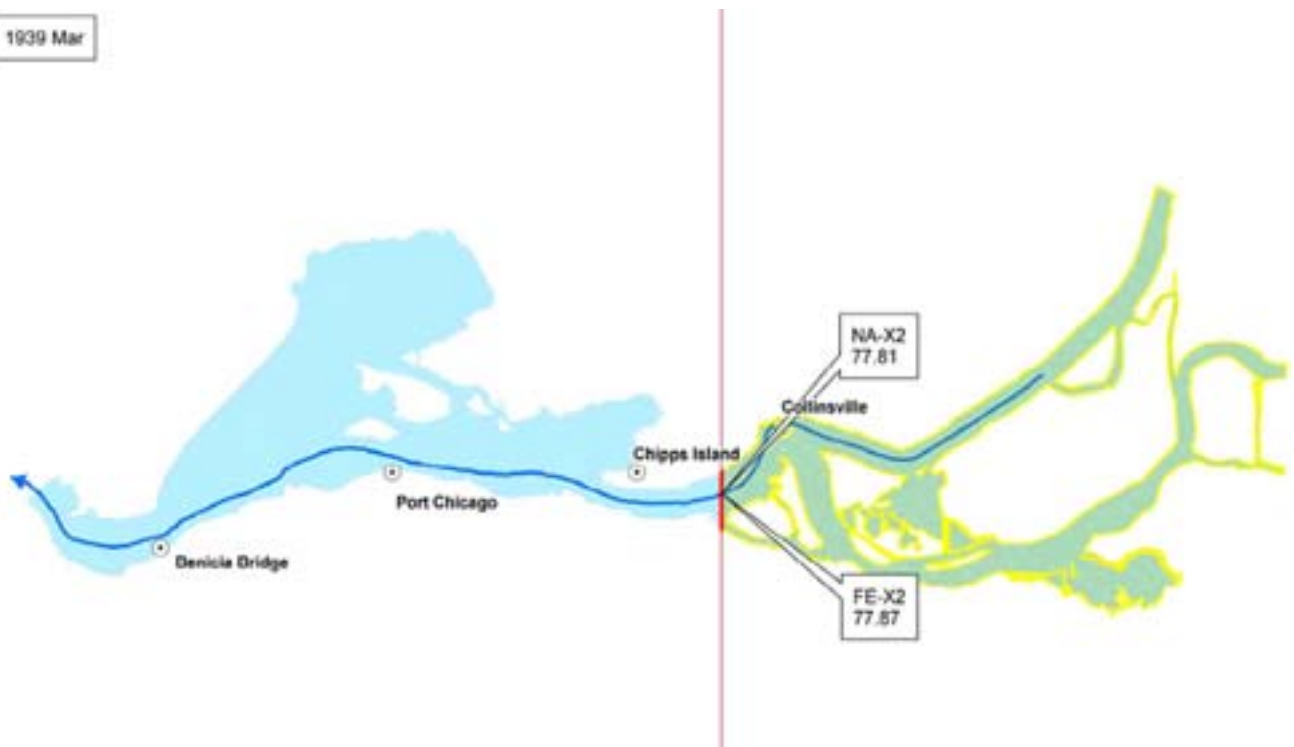 1939 Mar
NA-X2
77.81
Collinsville
Chipps Island
Port Chicago
Benicia Bridge
FE-X2
77.87